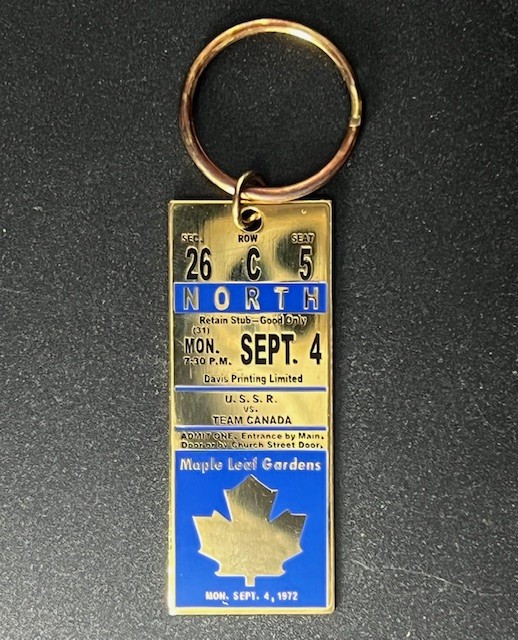 SEC. ROW SEAT
26 C 5
NORTH
Retain Stub - Good Only
(31)
MON. SEPT. 4
7:30 P.M.
Davis Printing Limited
U.S.S.R.
vs.
TEAM CANADA
ADMIT ONE. Entrance by Main
Door or by Church Street Door.
Maple Leaf Gardens
MON. SEPT. 4, 1972